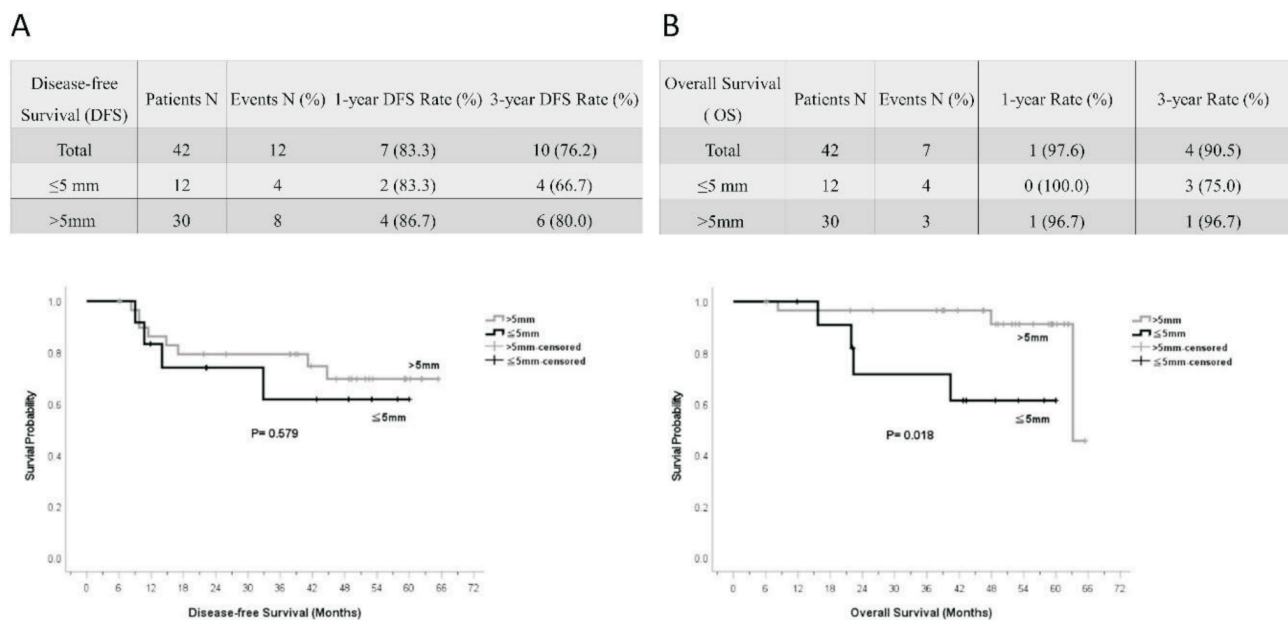 A
Disease-free Survival (DFS) Patients N Events N (%) 1-year DFS Rate (%) 3-year DFS Rate (%)
Total 42 12 7 (83.3) 10 (76.2)
≤5 mm 12 4 2 (83.3) 4 (66.7)
>5mm 30 8 4 (86.7) 6 (80.0)
1.0
0.8
0.6
0.4
0.2
0.0
Survial Probability
>5mm
≦5mm
>5mm-censored
≦5mm-censored
>5mm
≦5mm
P= 0.579
0 6 12 18 24 30 36 42 48 54 60 66 72
Disease-free Survival (Months)
B
Overall Survival ( OS) Patients N Events N (%) 1-year Rate (%) 3-year Rate (%)
Total 42 7 1 (97.6) 4 (90.5)
≤5 mm 12 4 0 (100.0) 3 (75.0)
>5mm 30 3 1 (96.7) 1 (96.7)
1.0
0.8
0.6
0.4
0.2
0.0
Survial Probability
>5mm
≦5mm
>5mm-censored
≦5mm-censored
>5mm
≦5mm
P= 0.018
0 6 12 18 24 30 36 42 48 54 60 66 72
Overall Survival (Months)